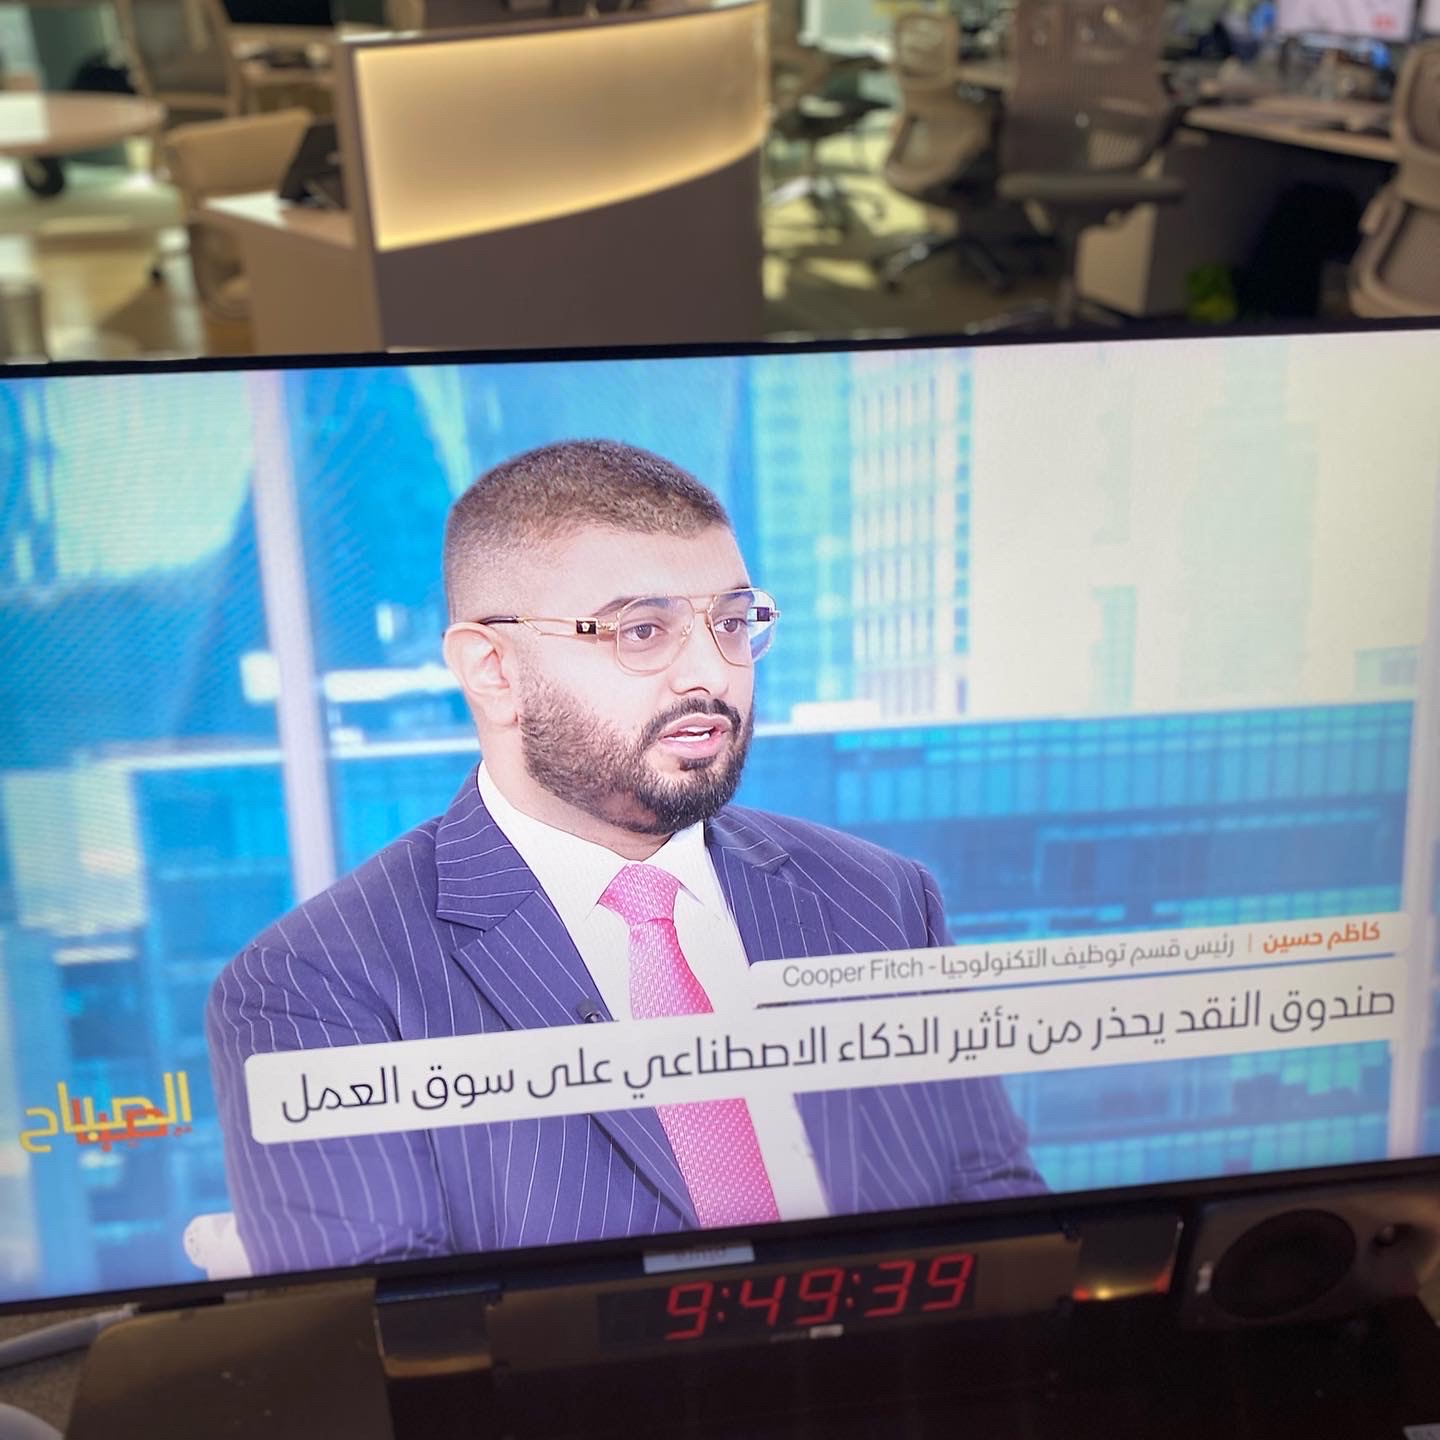 كاظم حسين | رئيس قسم توظيف التكنولوجيا - Cooper Fitch
صندوق النقد يحذر من تأثير الذكاء الاصطناعي على سوق العمل
الصباح
9:49:39